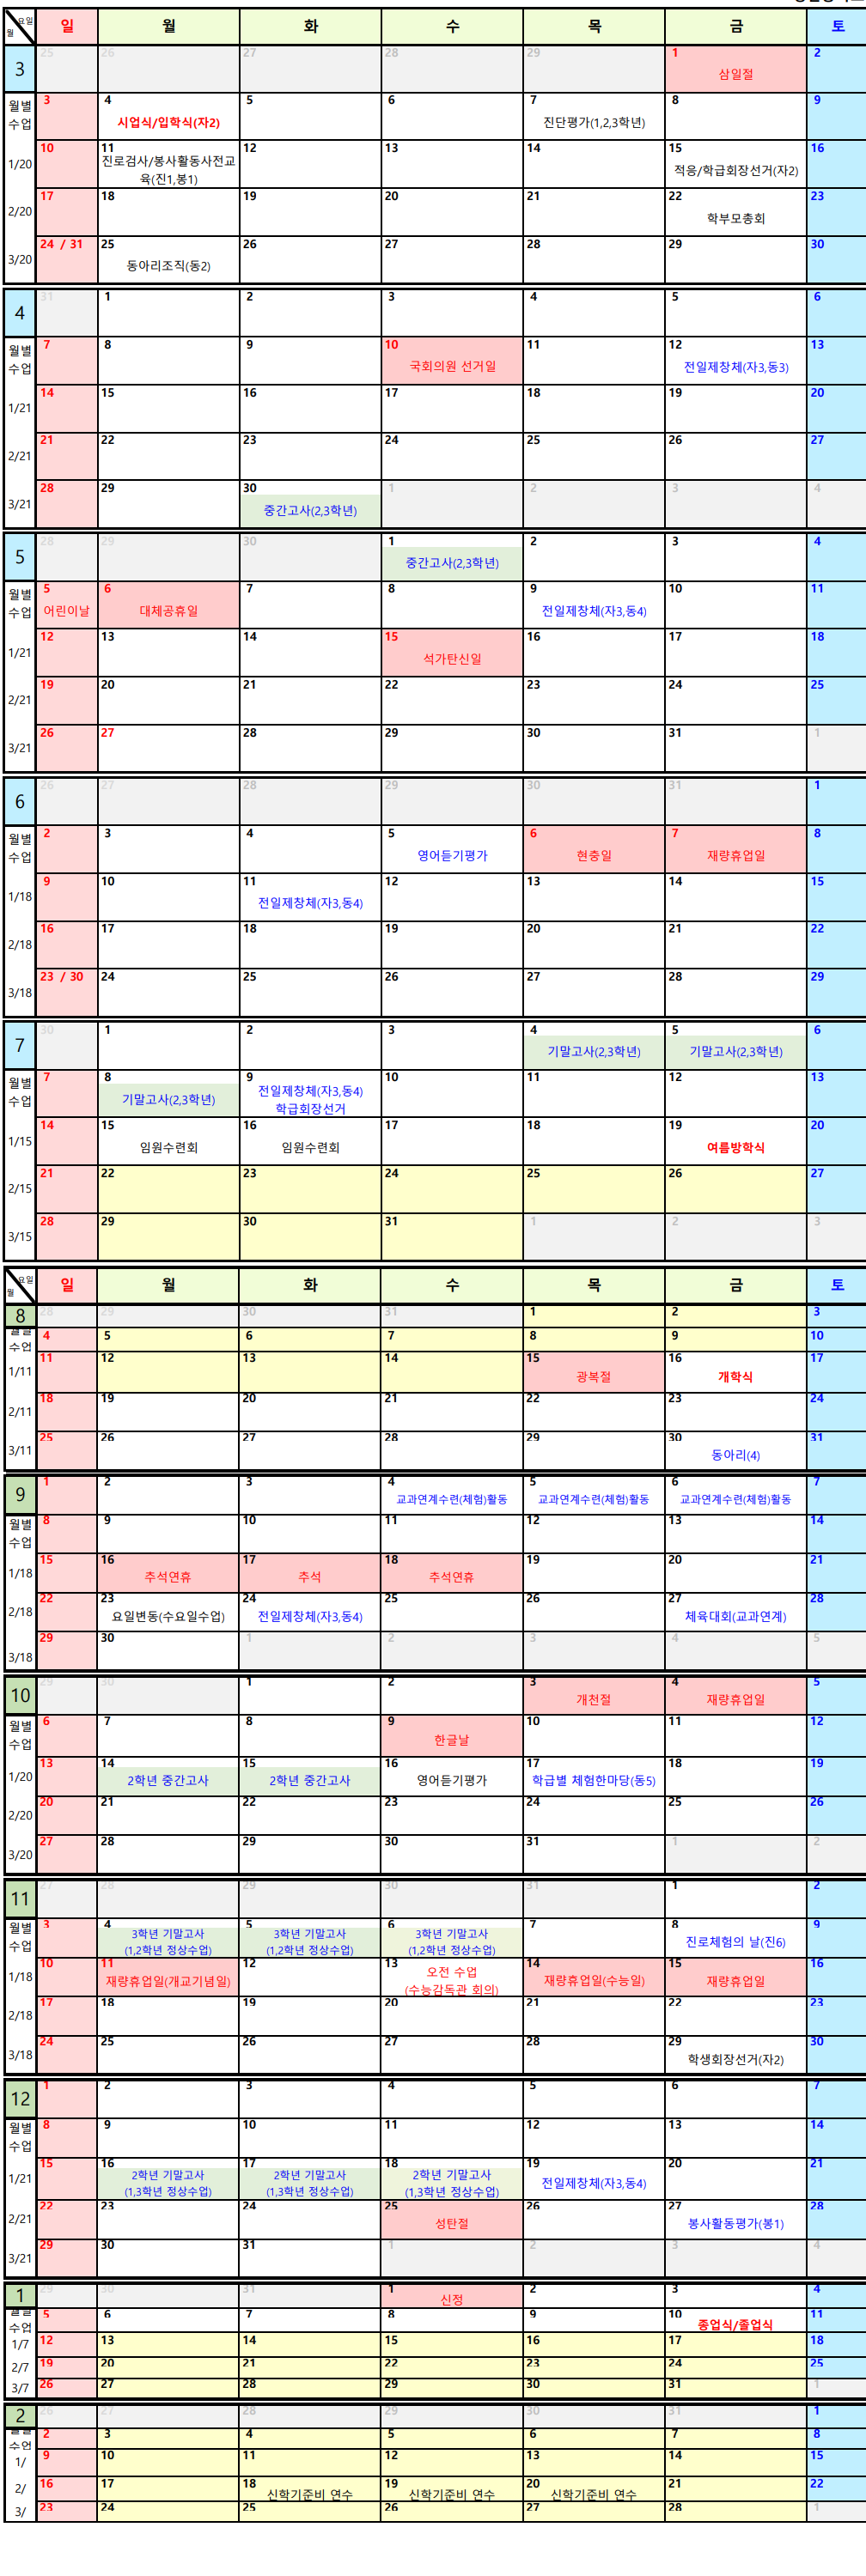 요일 월 일 월 화 수 목 금 토
3 25 26 27 28 29 1 2
삼일절
월별 수업 3 4 5 6 7 8 9
시업식/입학식(자2) 진단평가(1,2,3학년)
1/20 10 11 12 13 14 15 16
진로검사/봉사활동사전교
육(진1,봉1) 적응/학급회장선거(자2)
2/20 17 18 19 20 21 22 23
학부모총회
3/20 24 / 31 25 26 27 28 29 30
동아리조직(동2)
4 31 1 2 3 4 5 6
월별 수업 7 8 9 10 11 12 13
국회의원 선거일 전일제창체(자3,동3)
1/21 14 15 16 17 18 19 20
2/21 21 22 23 24 25 26 27
3/21 28 29 30 1 2 3 4
중간고사(2,3학년)
5 28 29 30 1 2 3 4
중간고사(2,3학년)
월별 수업 5 6 7 8 9 10 11
어린이날 대체공휴일 전일제창체(자3,동4)
1/21 12 13 14 15 16 17 18
석가탄신일
2/21 19 20 21 22 23 24 25
3/21 26 27 28 29 30 31 1
6 26 27 28 29 30 31 1
월별 수업 2 3 4 5 6 7 8
영어듣기평가 현충일 재량휴업일
1/18 9 10 11 12 13 14 15
전일제창체(자3,동4)
2/18 16 17 18 19 20 21 22
3/18 23 / 30 24 25 26 27 28 29
7 30 1 2 3 4 5 6
기말고사(2,3학년) 기말고사(2,3학년)
월별 수업 7 8 9 10 11 12 13
기말고사(2,3학년) 전일제창체(자3,동4)
학급회장선거
1/15 14 15 16 17 18 19 20
임원수련회 임원수련회 여름방학식
2/15 21 22 23 24 25 26 27
3/15 28 29 30 31 1 2 3
요일 월 일 월 화 수 목 금 토
8 28 29 30 31 1 2 3
월별 수업 4 5 6 7 8 9 10
1/11 11 12 13 14 15 16 17
광복절 개학식
2/11 18 19 20 21 22 23 24
3/11 25 26 27 28 29 30 31
동아리(4)
9 1 2 3 4 5 6 7
교과연계수련(체험)활동 교과연계수련(체험)활동 교과연계수련(체험)활동
월별 수업 8 9 10 11 12 13 14
1/18 15 16 17 18 19 20 21
추석연휴 추석 추석연휴
2/18 22 23 24 25 26 27 28
요일변동(수요일수업) 전일제창체(자3,동4) 체육대회(교과연계)
3/18 29 30 1 2 3 4 5
10 29 30 1 2 3 4 5
개천절 재량휴업일
월별 수업 6 7 8 9 10 11 12
한글날
1/20 13 14 15 16 17 18 19
2학년 중간고사 2학년 중간고사 영어듣기평가 학급별 체험한마당(동5)
2/20 20 21 22 23 24 25 26
3/20 27 28 29 30 31 1 2
11 27 28 29 30 31 1 2
월별 수업 3 4 5 6 7 8 9
3학년 기말고사 3학년 기말고사 3학년 기말고사 진로체험의 날(진6)
(1,2학년 정상수업) (1,2학년 정상수업) (1,2학년 정상수업)
1/18 10 11 12 13 14 15 16
재량휴업일(개교기념일) 오전 수업 재량휴업일(수능일) 재량휴업일
(수능감독관 회의)
2/18 17 18 19 20 21 22 23
3/18 24 25 26 27 28 29 30
학생회장선거(자2)
12 1 2 3 4 5 6 7
월별 수업 8 9 10 11 12 13 14
1/21 15 16 17 18 19 20 21
2학년 기말고사 2학년 기말고사 2학년 기말고사 전일제창체(자3,동4)
(1,3학년 정상수업) (1,3학년 정상수업) (1,3학년 정상수업)
2/21 22 23 24 25 26 27 28
성탄절 봉사활동평가(봉1)
3/21 29 30 31 1 2 3 4
1 29 30 31 1 2 3 4
신정
월별 수업 5 6 7 8 9 10 11
종업식/졸업식
1/7 12 13 14 15 16 17 18
2/7 19 20 21 22 23 24 25
3/7 26 27 28 29 30 31 1
2 26 27 28 29 30 31 1
월별 수업 2 3 4 5 6 7 8
1/ 9 10 11 12 13 14 15
2/ 16 17 18 19 20 21 22
신학기준비 연수 신학기준비 연수 신학기준비 연수
3/ 23 24 25 26 27 28 1